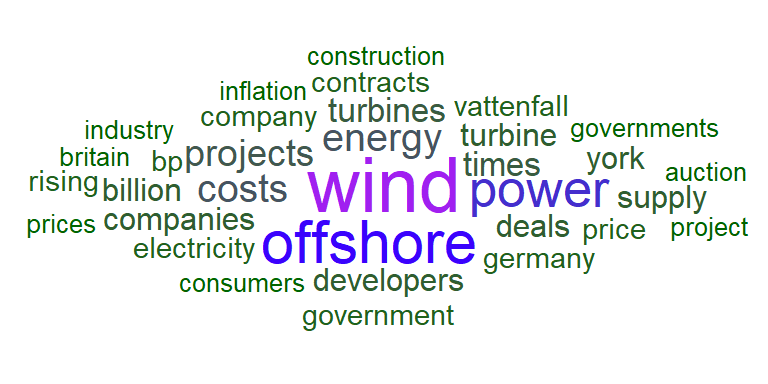 construction
contracts
inflation
company turbines vattenfall
industry energy turbine governments
britain bp projects times york
rising billion costs wind power supply auction
prices companies deals price project
electricity offshore germany
consumers developers
government